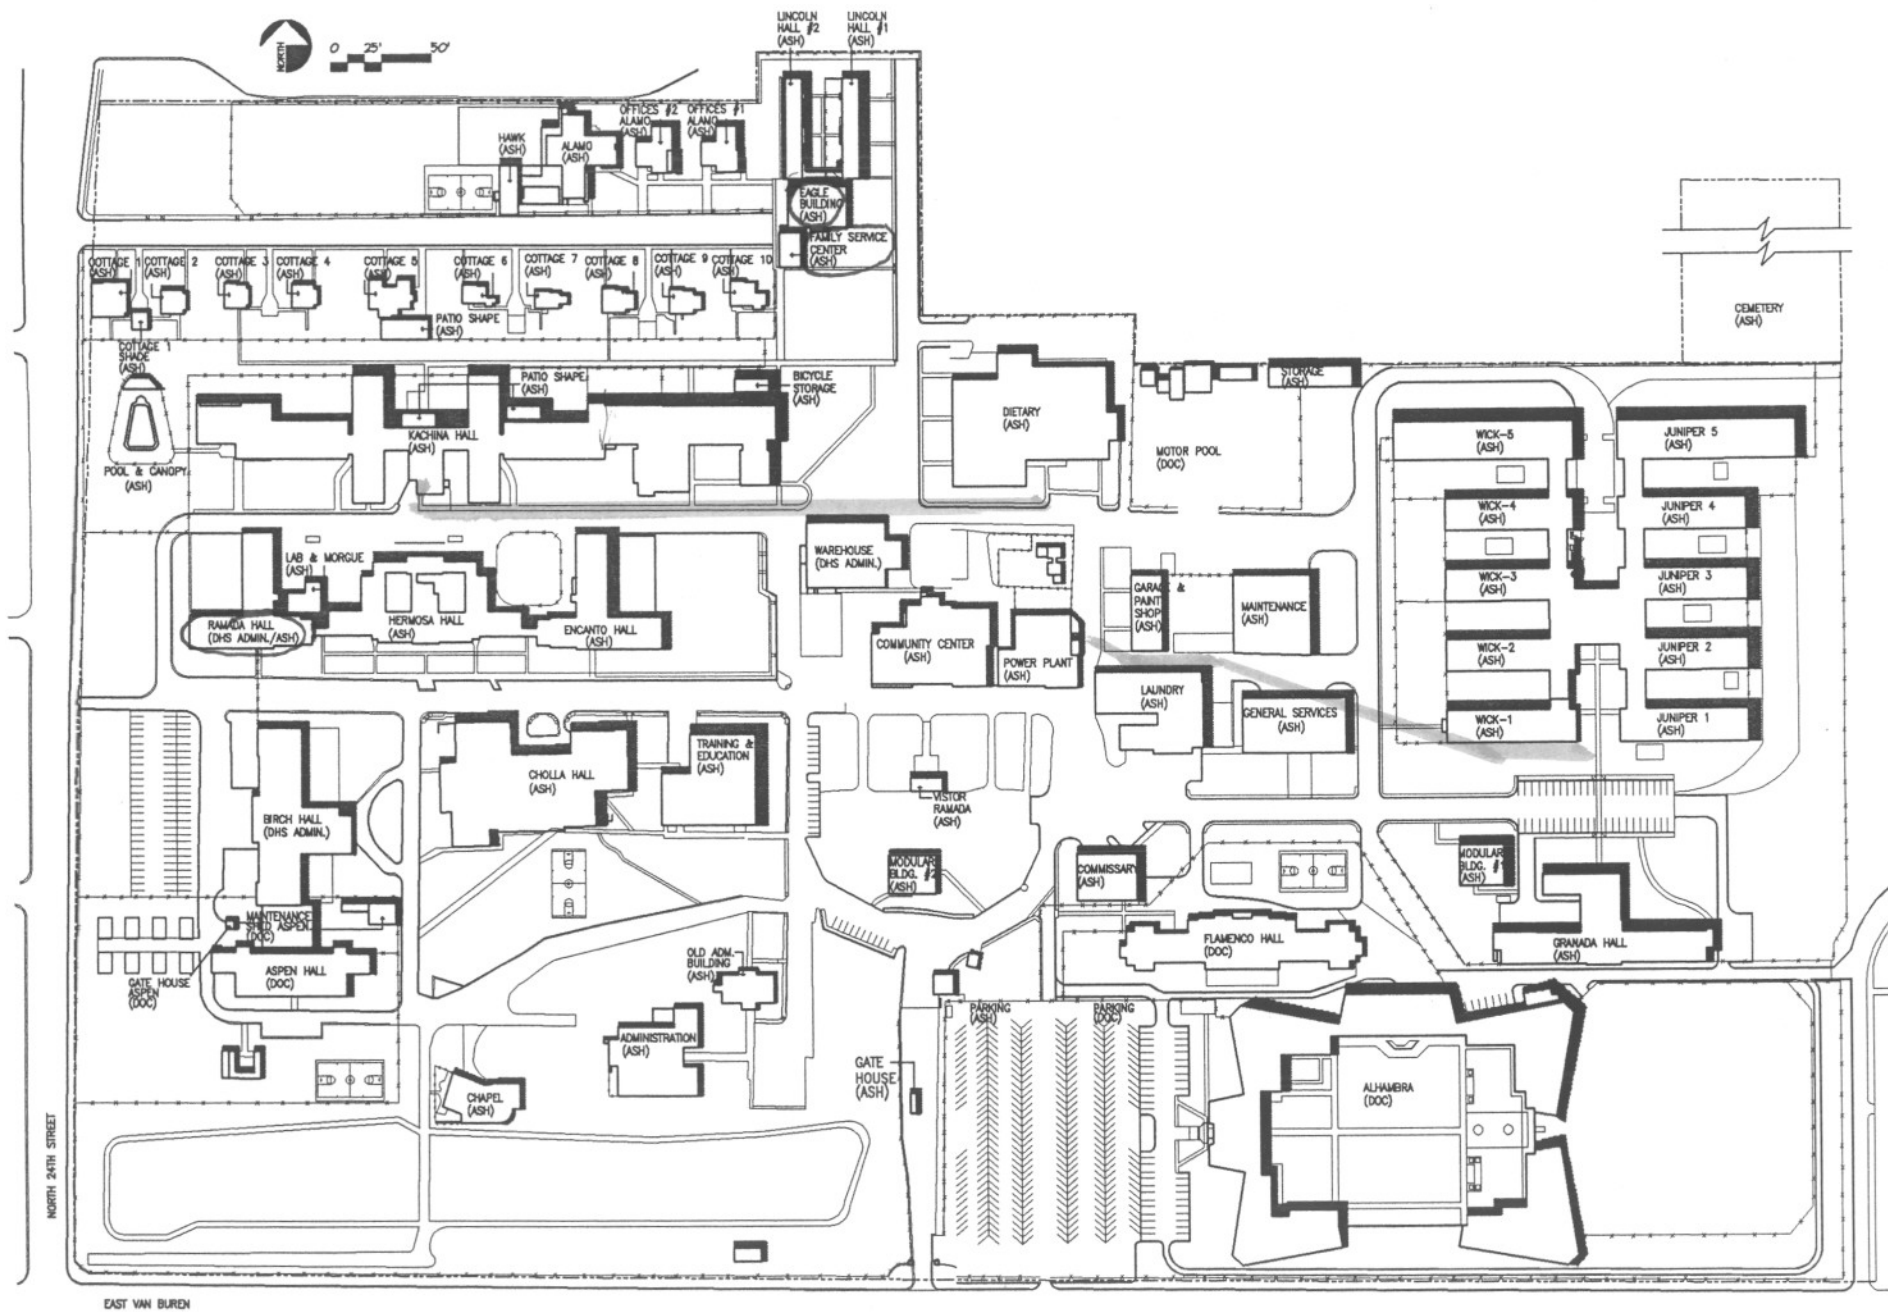 LINCOLN
HALL #2
(ASH)
LINCOLN
HALL #1
(ASH)
NORTH
0 25' 50'
OFFICES #2
ALAMO
(ASH)
OFFICES #1
ALAMO
(ASH)
HAWK
(ASH)
ALAMO
(ASH)
EAGLE
BUILDING
(ASH)
FAMILY SERVICE
CENTER
(ASH)
COTTAGE 1
(ASH)
COTTAGE 2
(ASH)
COTTAGE 3
(ASH)
COTTAGE 4
(ASH)
COTTAGE 5
(ASH)
COTTAGE 6
(ASH)
COTTAGE 7
(ASH)
COTTAGE 8
(ASH)
COTTAGE 9
(ASH)
COTTAGE 10
(ASH)
PATIO SHAPE
(ASH)
COTTAGE 1
SHADE
(ASH)
CEMETERY
(ASH)
PATIO SHAPE
(ASH)
BICYCLE
STORAGE
(ASH)
STORAGE
(ASH)
KACHINA HALL
(ASH)
DIETARY
(ASH)
MOTOR POOL
(DOC)
POOL & CANOPY
(ASH)
WICK-5
(ASH)
JUNIPER 5
(ASH)
WICK-4
(ASH)
JUNIPER 4
(ASH)
WICK-3
(ASH)
JUNIPER 3
(ASH)
WICK-2
(ASH)
JUNIPER 2
(ASH)
WICK-1
(ASH)
JUNIPER 1
(ASH)
LAB & MORGUE
(ASH)
WAREHOUSE
(DHS ADMIN.)
GARAGE &
PAINT
SHOP
(ASH)
MAINTENANCE
(ASH)
RAMADA HALL
(DHS ADMIN./ASH)
HERMOSA HALL
(ASH)
ENCANTO HALL
(ASH)
COMMUNITY CENTER
(ASH)
POWER PLANT
(ASH)
LAUNDRY
(ASH)
GENERAL SERVICES
(ASH)
TRAINING &
EDUCATION
(ASH)
CHOLLA HALL
(ASH)
VISTOR
RAMADA
(ASH)
BIRCH HALL
(DHS ADMIN.)
MODULAR
BLDG. #2
(ASH)
COMMISSARY
(ASH)
MODULAR
BLDG. #1
(ASH)
MAINTENANCE
SHED ASPEN
(DOC)
FLAMENCO HALL
(DOC)
GRANADA HALL
(ASH)
GATE HOUSE
ASPEN
(DOC)
ASPEN HALL
(DOC)
OLD ADM.
BUILDING
(ASH)
PARKING
(ASH)
PARKING
(DOC)
ADMINISTRATION
(ASH)
GATE
HOUSE
(ASH)
ALHAMBRA
(DOC)
CHAPEL
(ASH)
NORTH 24TH STREET
EAST VAN BUREN